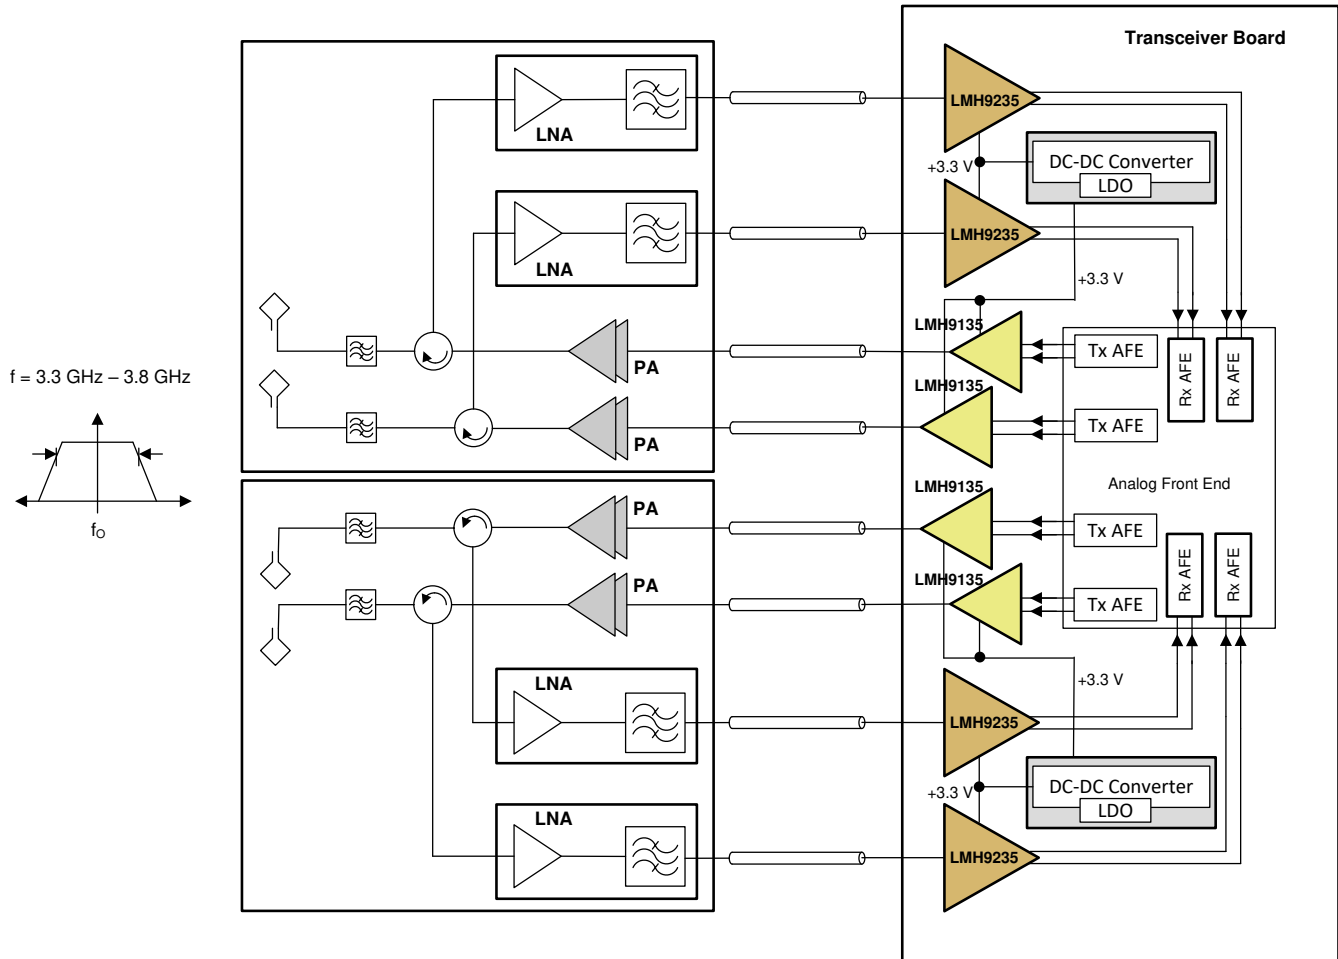 Transceiver Board
LMH9235
LNA
+3.3 V
DC-DC Converter
LDO
LMH9235
LNA
+3.3 V
LMH9135
PA
Tx AFE
Rx AFE
Rx AFE
f = 3.3 GHz – 3.8 GHz
LMH9135
PA
Tx AFE
Analog Front End
fO
LMH9135
PA
Tx AFE
Rx AFE
Rx AFE
LMH9135
PA
Tx AFE
+3.3 V
LNA
LMH9235
DC-DC Converter
+3.3 V
LDO
LNA
LMH9235